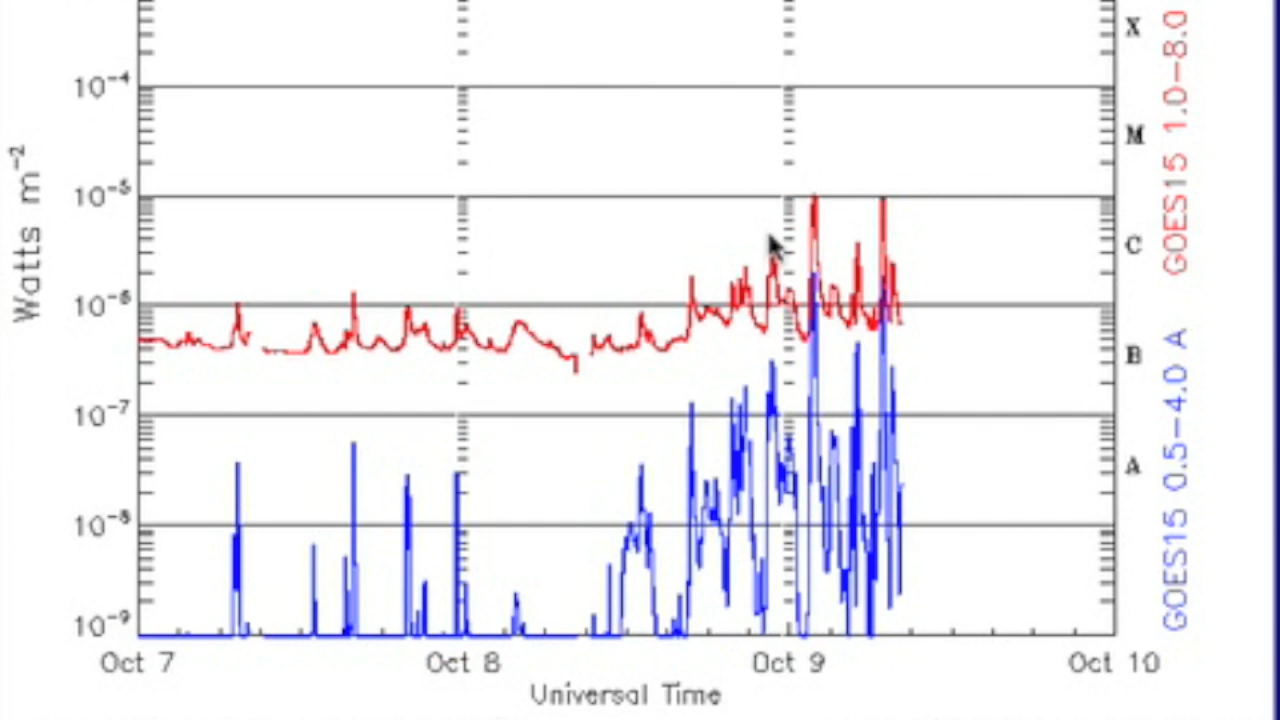 X
10⁻⁴
M
10⁻⁵
C
10⁻⁶
B
10⁻⁷
A
10⁻⁸
10⁻⁹
Watts m⁻²
Oct 7
Oct 8
Oct 9
Oct 10
Universal Time
GOES15 1.0–8.0
GOES15 0.5–4.0 A